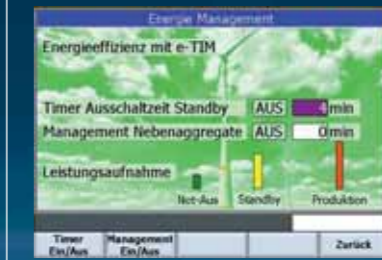 Energie Management
Energieeffizienz mit e-TIM
Timer Ausschaltzeit Standby AUS 4 min
Management Nebenaggregate AUS 0 min
Leistungsaufnahme
Not-Aus Standby Produktion
Timer Ein/Aus Management Ein/Aus Zurück